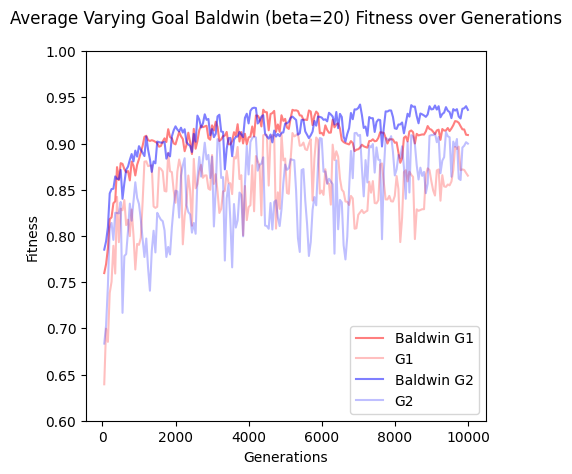 Average Varying Goal Baldwin (beta=20) Fitness over Generations
1.00
0.95
0.90
0.85
0.80
0.75
0.70
0.65
0.60
Fitness
Baldwin G1
G1
Baldwin G2
G2
0 2000 4000 6000 8000 10000
Generations